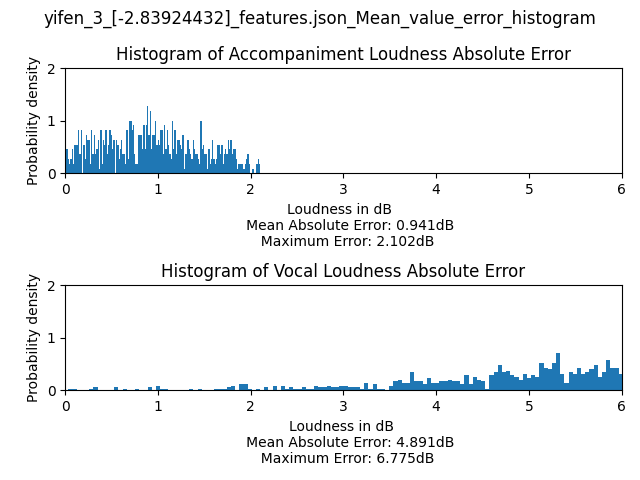 yifen_3_[-2.83924432]_features.json_Mean_value_error_histogram
Histogram of Accompaniment Loudness Absolute Error
Probability density
2
1
0
0 1 2 3 4 5 6
Loudness in dB
Mean Absolute Error: 0.941dB
Maximum Error: 2.102dB
Histogram of Vocal Loudness Absolute Error
Probability density
2
1
0
0 1 2 3 4 5 6
Loudness in dB
Mean Absolute Error: 4.891dB
Maximum Error: 6.775dB